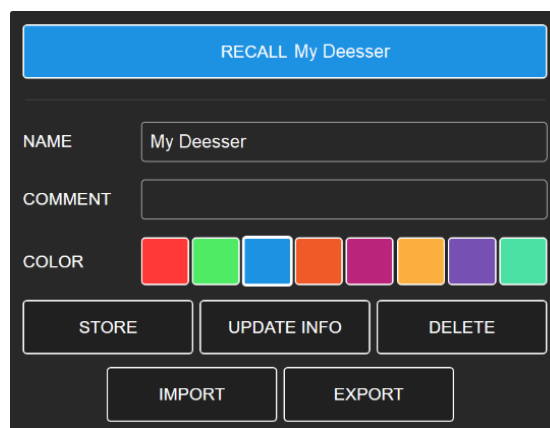 RECALL My Deesser
NAME My Deesser
COMMENT
COLOR
STORE UPDATE INFO DELETE
IMPORT EXPORT